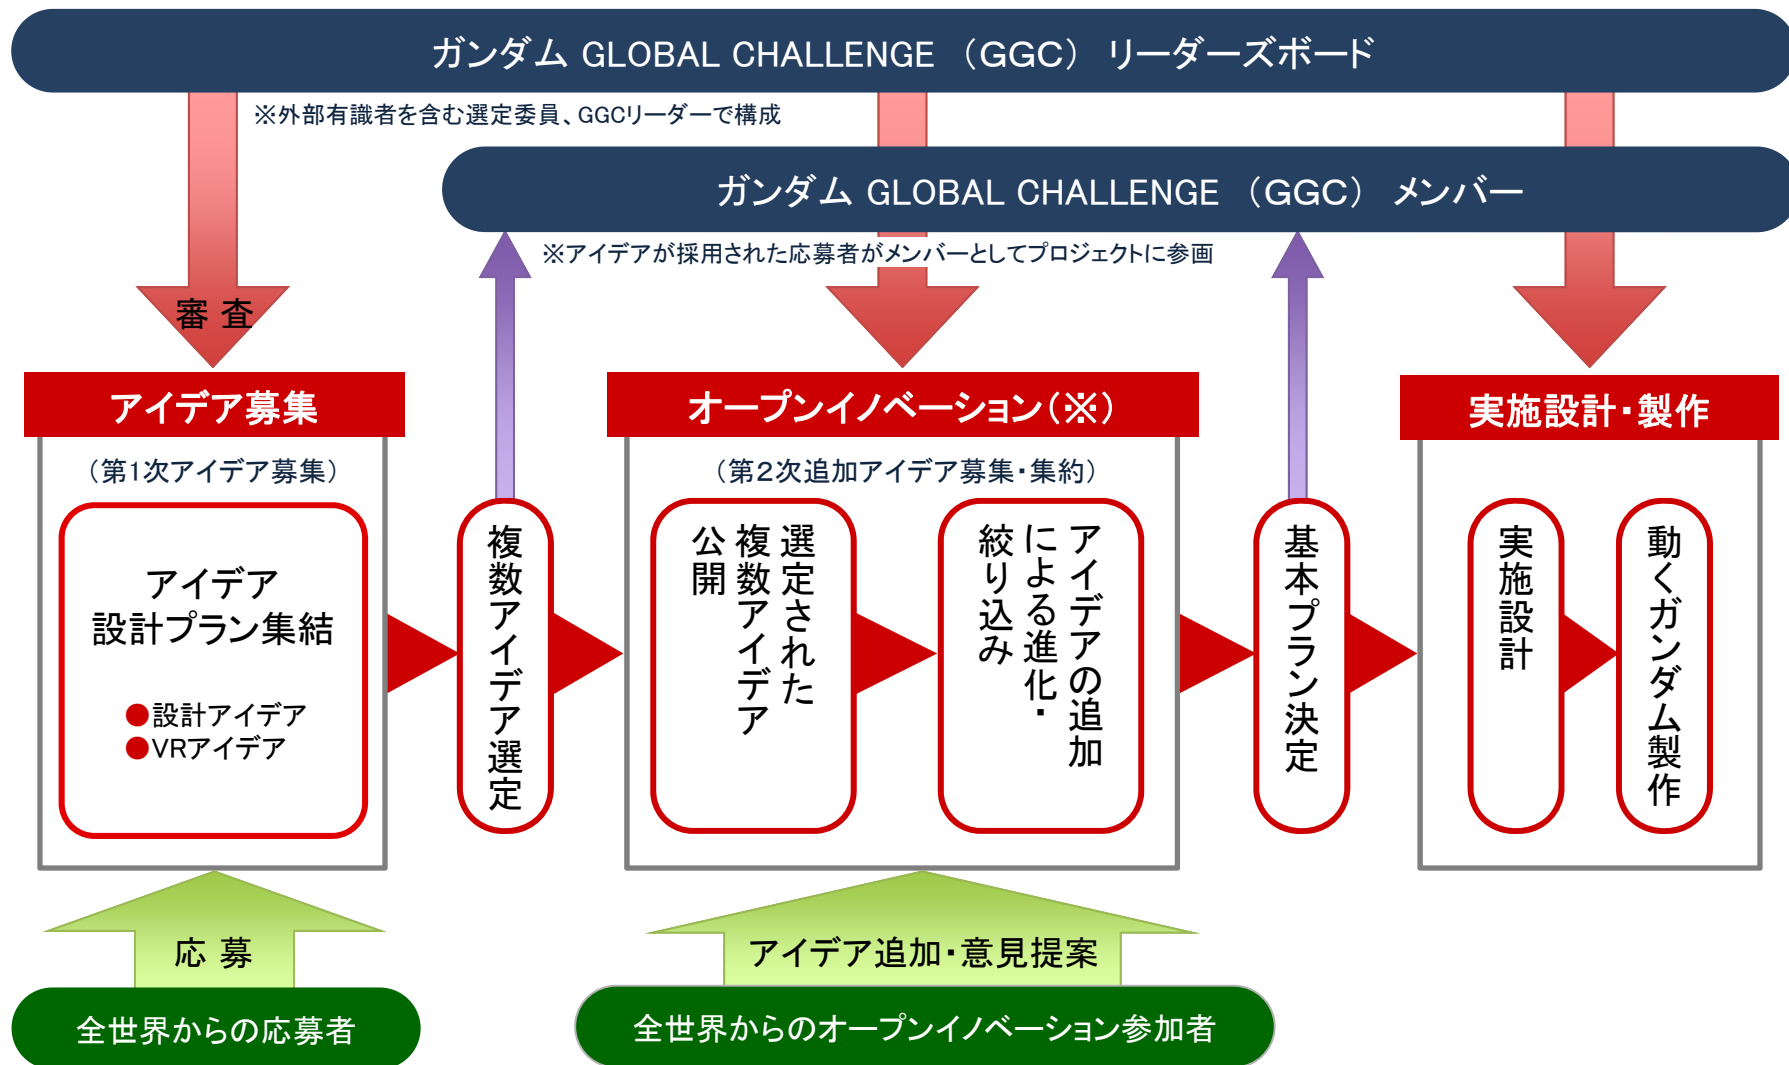 ガンダム GLOBAL CHALLENGE （GGC） リーダーズボード
※外部有識者を含む選定委員、GGCリーダーで構成
ガンダム GLOBAL CHALLENGE （GGC） メンバー
※アイデアが採用された応募者がメンバーとしてプロジェクトに参画
審 査
アイデア募集
（第1次アイデア募集）
アイデア
設計プラン集結
●設計アイデア
●VRアイデア
複数アイデア選定
オープンイノベーション（※）
（第２次追加アイデア募集・集約）
選定された
複数アイデア
公開
アイデアの追加
による進化・
絞り込み
基本プラン決定
実施設計・製作
実施設計
動くガンダム製作
応 募
全世界からの応募者
アイデア追加・意見提案
全世界からのオープンイノベーション参加者